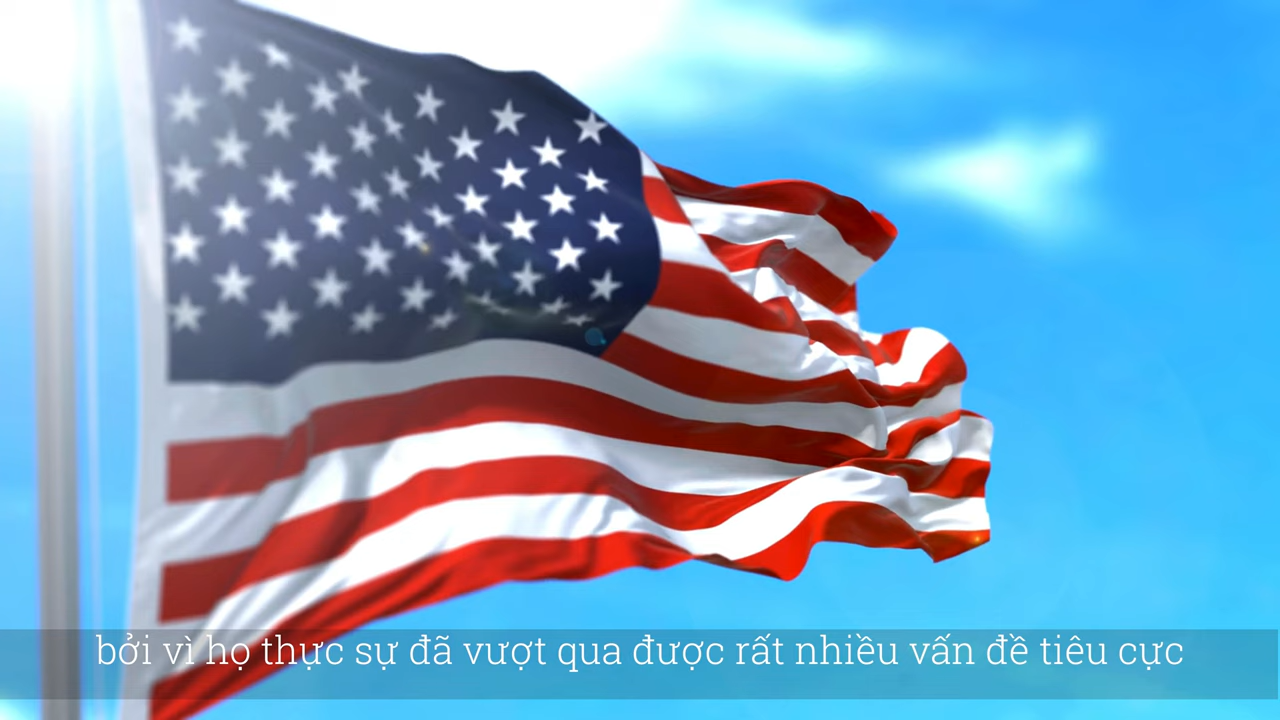 bởi vì họ thực sự đã vượt qua được rất nhiều vấn đề tiêu cực